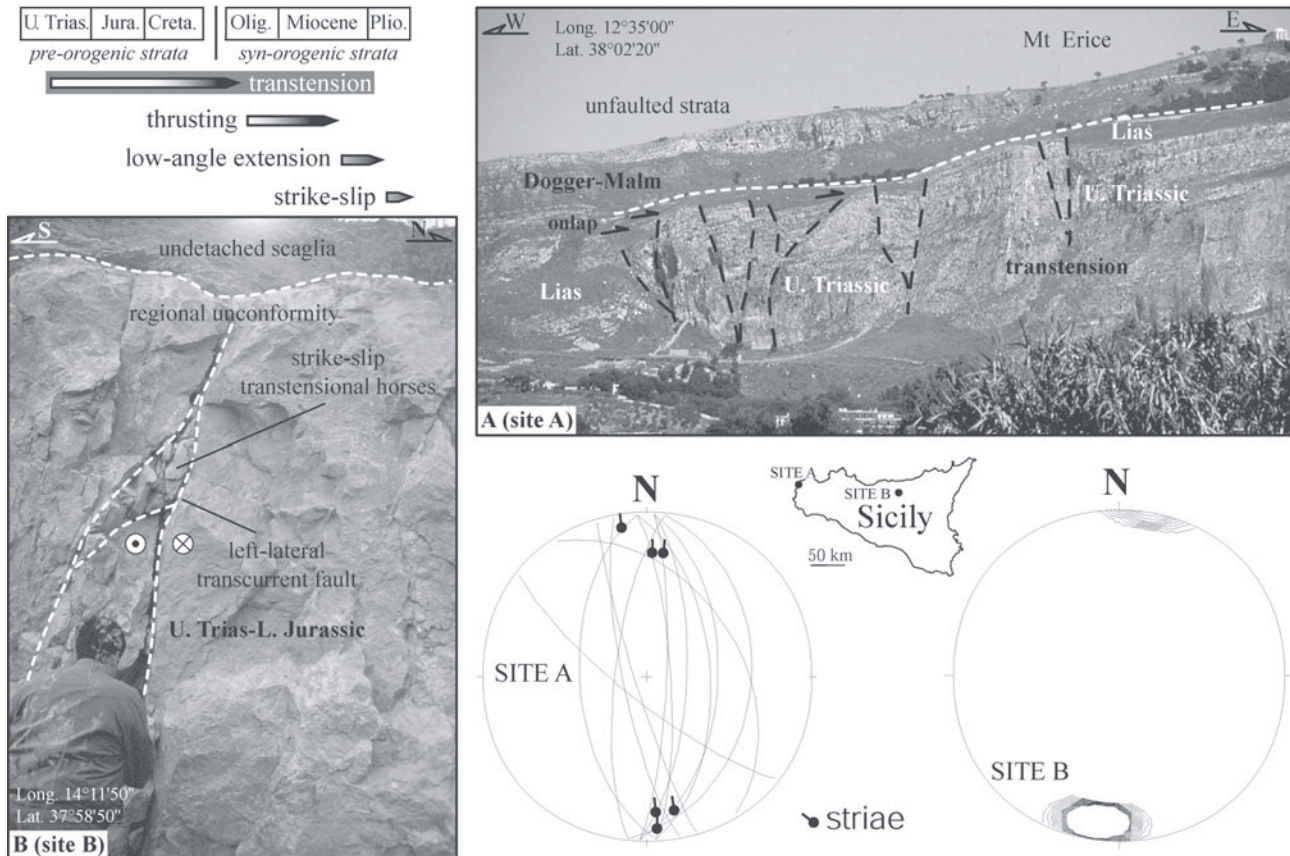 U. Trias. Jura. Creta. Olig. Miocene Plio.
pre-orogenic strata syn-orogenic strata
transtension
thrusting
low-angle extension
strike-slip
W
Long. 12°35'00"
Lat. 38°02'20"
Mt Erice
E
unfaulted strata
Lias
Dogger-Malm
U. Triassic
onlap
transtension
Lias
U. Triassic
A (site A)
S
N
undetached scaglia
regional unconformity
strike-slip
transtensional horses
left-lateral
transcurrent fault
U. Trias-L. Jurassic
Long. 14°11'50"
Lat. 37°58'50"
B (site B)
N
SITE A
SITE A
SITE B
Sicily
50 km
N
SITE B
striae